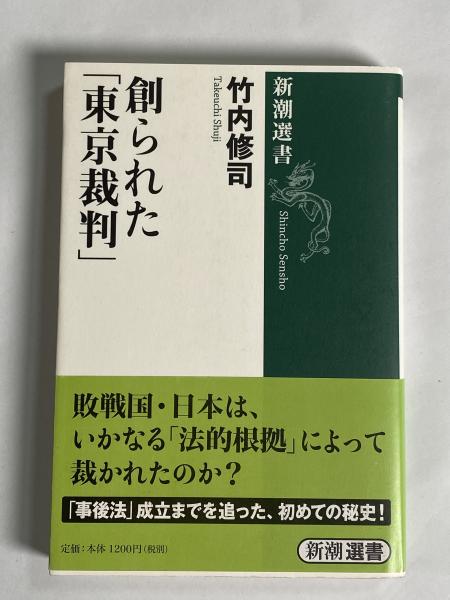 新潮選書
Shincho Sensho
竹内修司
Takeuchi Shuji
創られた
「東京裁判」
敗戦国・日本は、
いかなる「法的根拠」によって
裁かれたのか?
「事後法」成立までを追った、初めての秘史!
定価:本体1200円(税別)
新潮選書